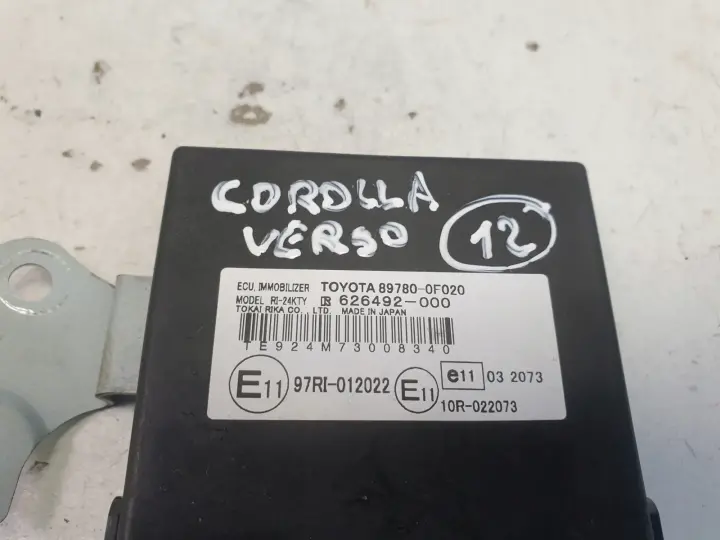 COROLLA
VERSO 12
ECU, IMMOBILIZER TOYOTA 89780-0F020
MODEL RI-24KTY 626492-000
TOKAI RIKA CO., LTD. MADE IN JAPAN
TE924M73008340
E11 97RI-012022 E11 e11 03 2073
10R-022073